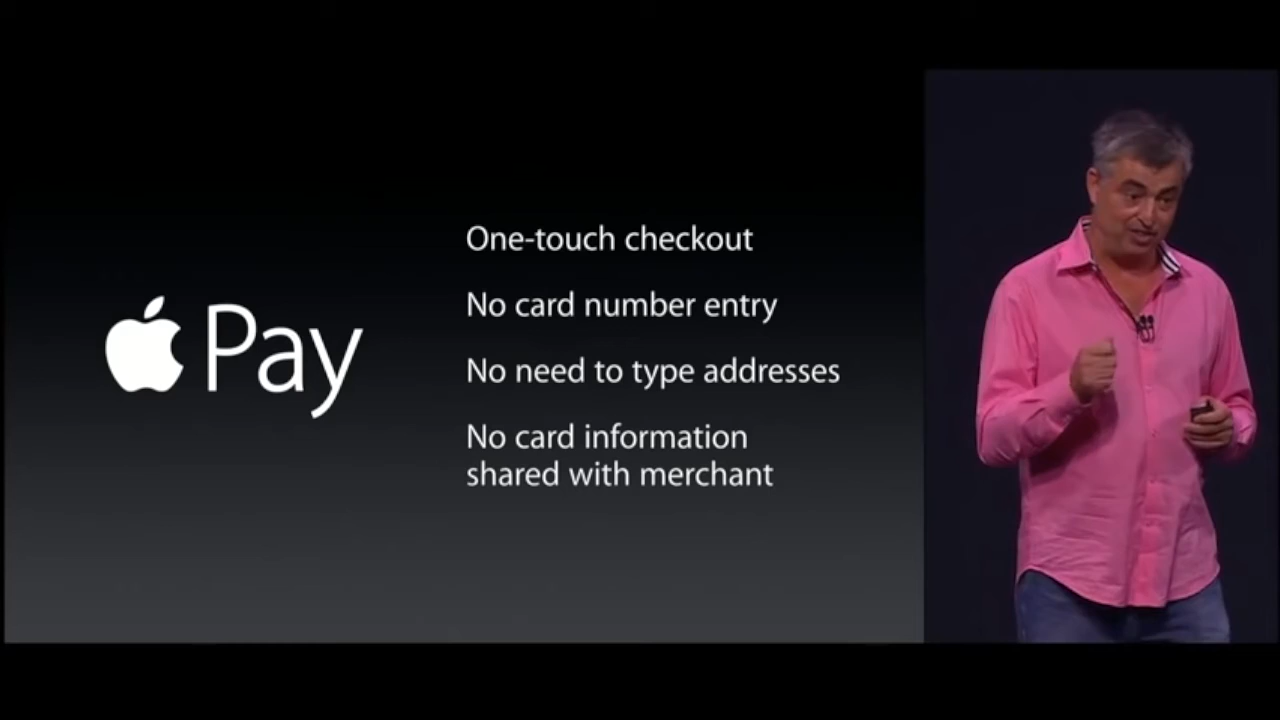 Pay
One-touch checkout
No card number entry
No need to type addresses
No card information
shared with merchant